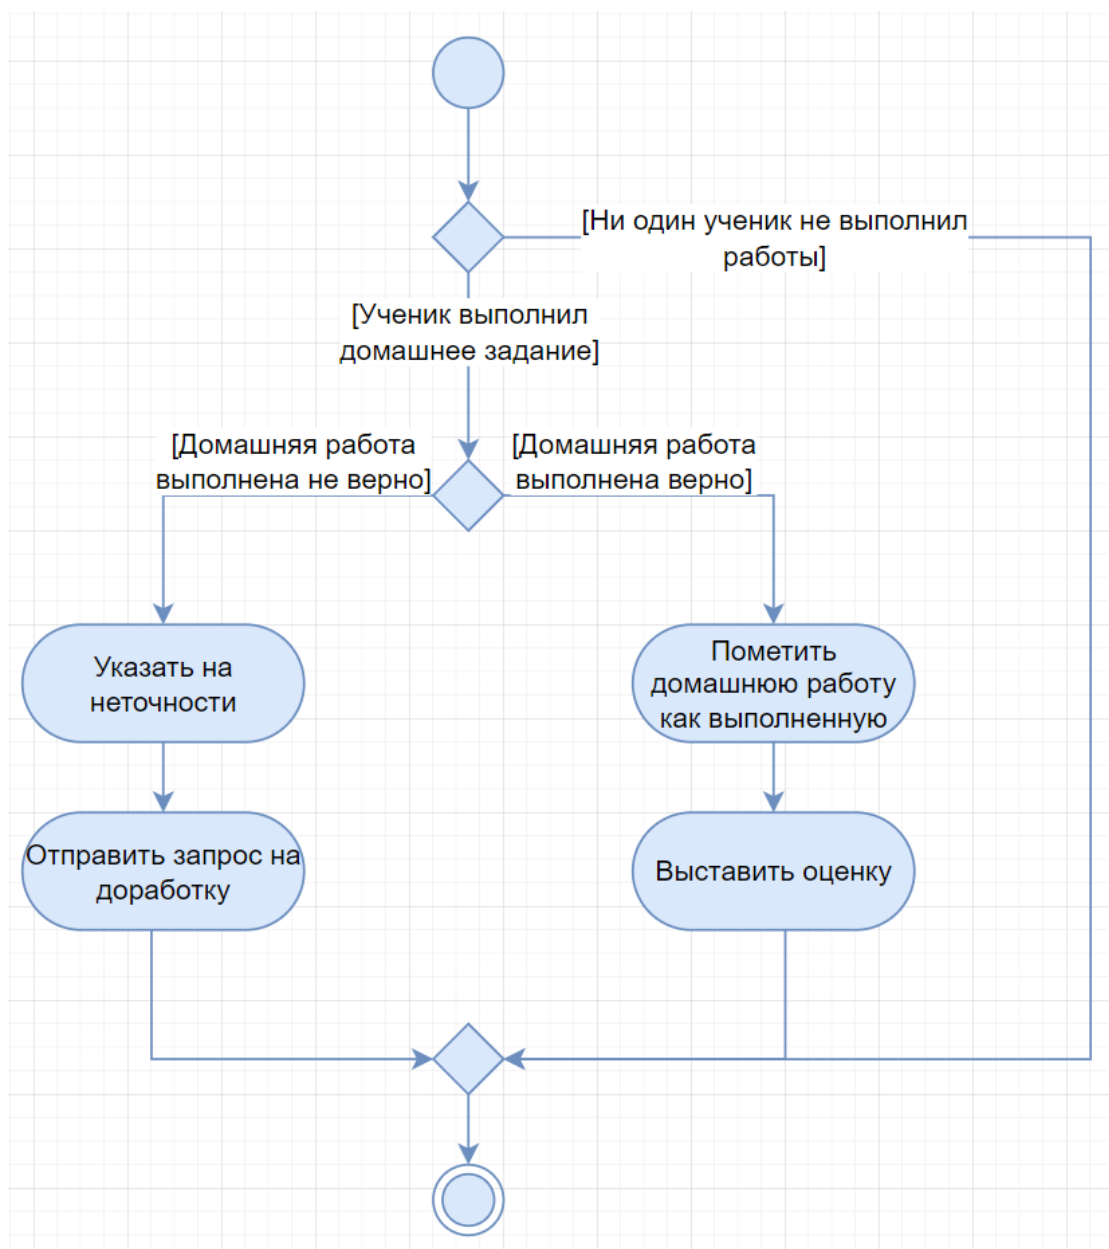 [Ни один ученик не выполнил
работы]
[Ученик выполнил
домашнее задание]
[Домашняя работа
выполнена не верно]
[Домашняя работа
выполнена верно]
Указать на
неточности
Пометить
домашнюю работу
как выполненную
Отправить запрос на
доработку
Выставить оценку